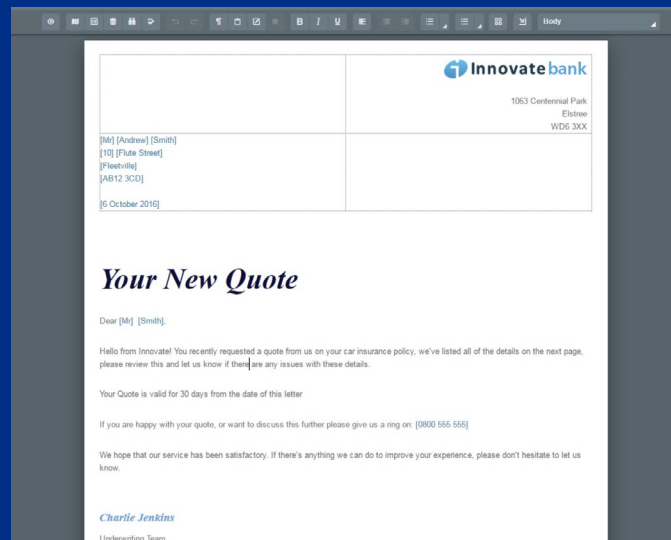 B I U Body
Innovate bank
1063 Centennial Park
Elstree
WD6 3XX
[Mr] [Andrew] [Smith]
[10] [Flute Street]
[Fleetville]
[AB12 3CD]
[6 October 2016]
Your New Quote
Dear [Mr] [Smith],
Hello from Innovate! You recently requested a quote from us on your car insurance policy, we've listed all of the details on the next page,
please review this and let us know if there are any issues with these details.
Your Quote is valid for 30 days from the date of this letter
If you are happy with your quote, or want to discuss this further please give us a ring on: [0800 555 555]
We hope that our service has been satisfactory. If there's anything we can do to improve your experience, please don't hesitate to let us
know.
Charlie Jenkins
Underwriting Team